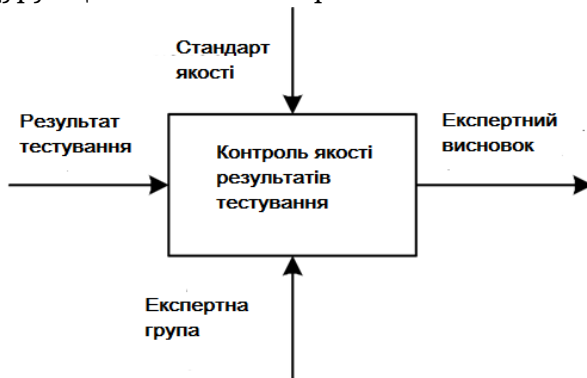 Стандарт
якості
Результат
тестування
Експертний
висновок
Контроль якості
результатів
тестування
Експертна
група